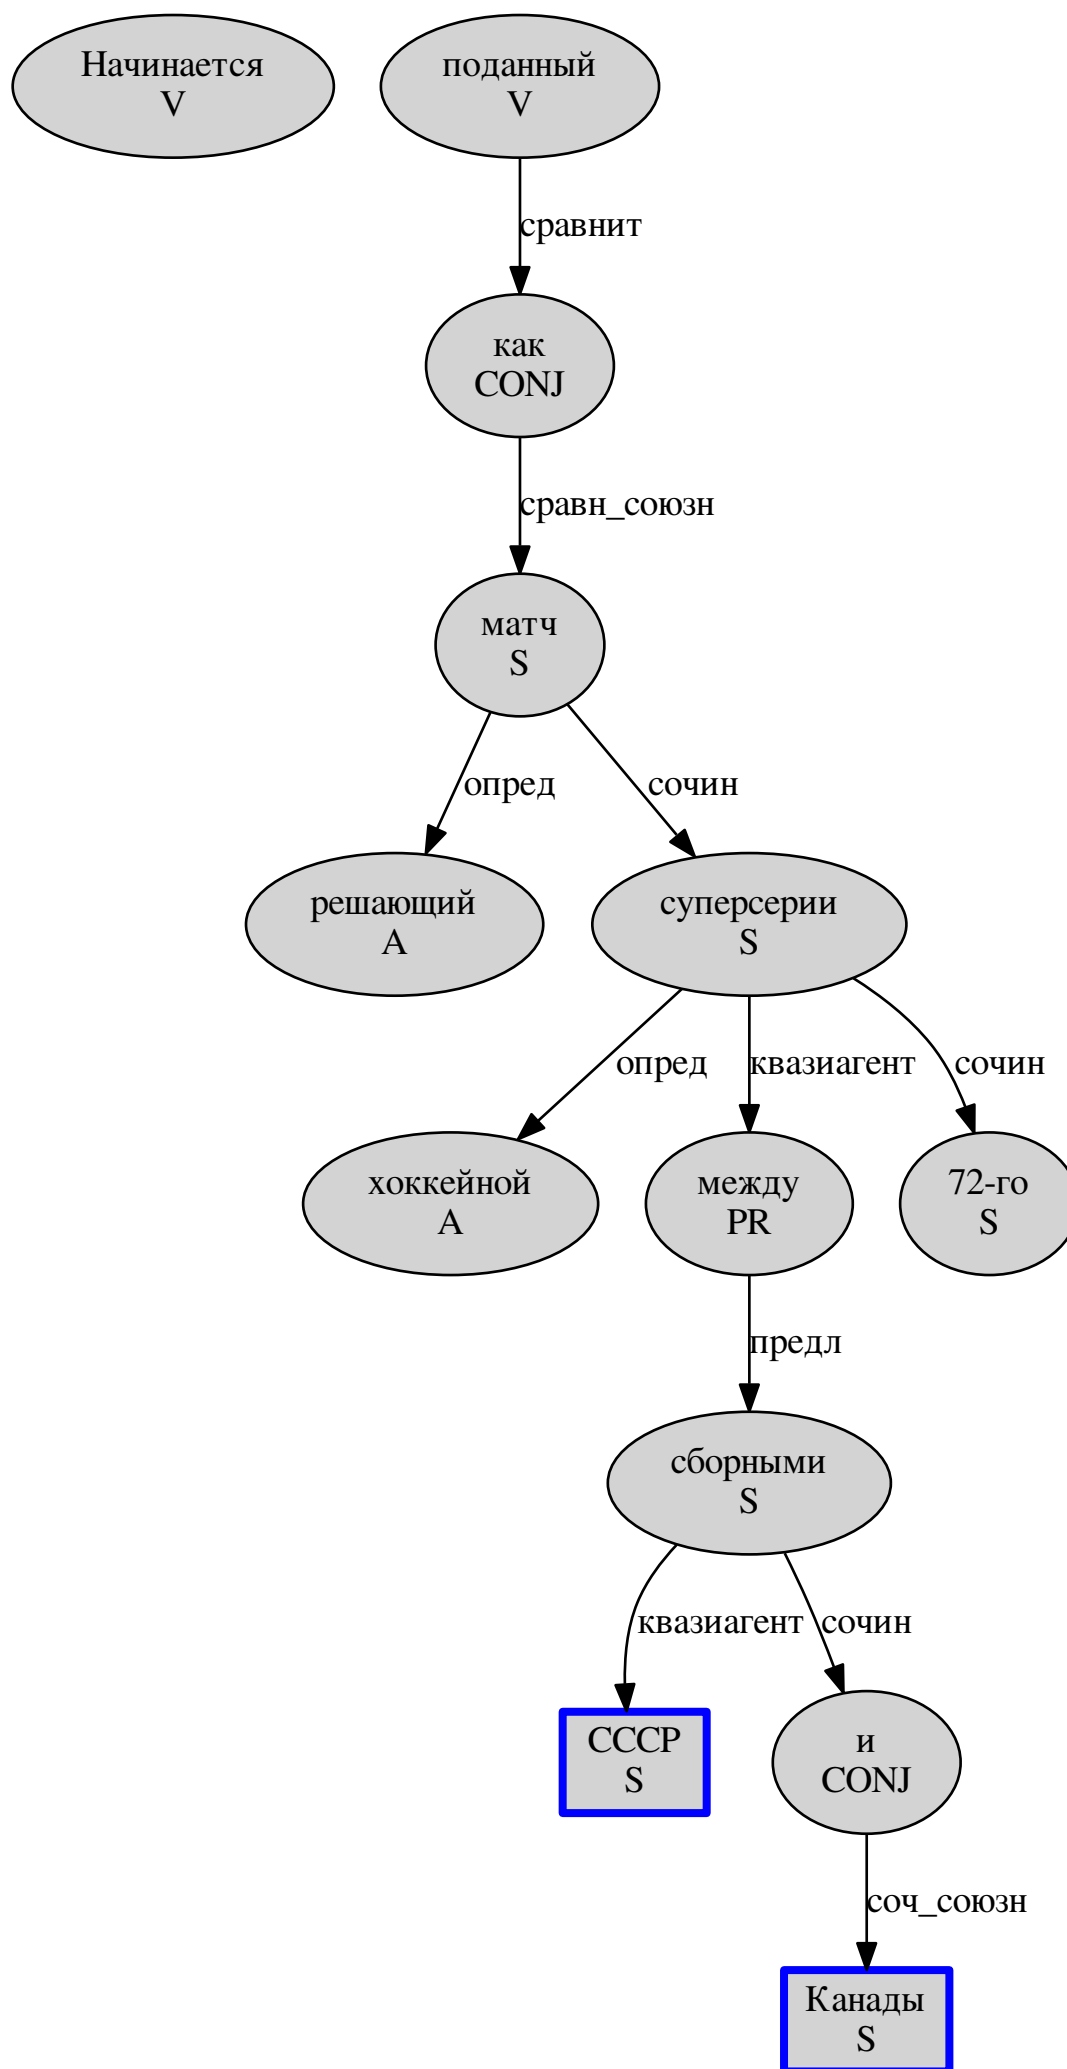 Начинается
V
поданный
V
сравнит
как
CONJ
сравн_союзн
матч
S
опред
сочин
решающий
A
суперсерии
S
опред
квазиагент
сочин
хоккейной
A
между
PR
72-го
S
предл
сборными
S
квазиагент
сочин
СССР
S
и
CONJ
соч_союзн
Канады
S